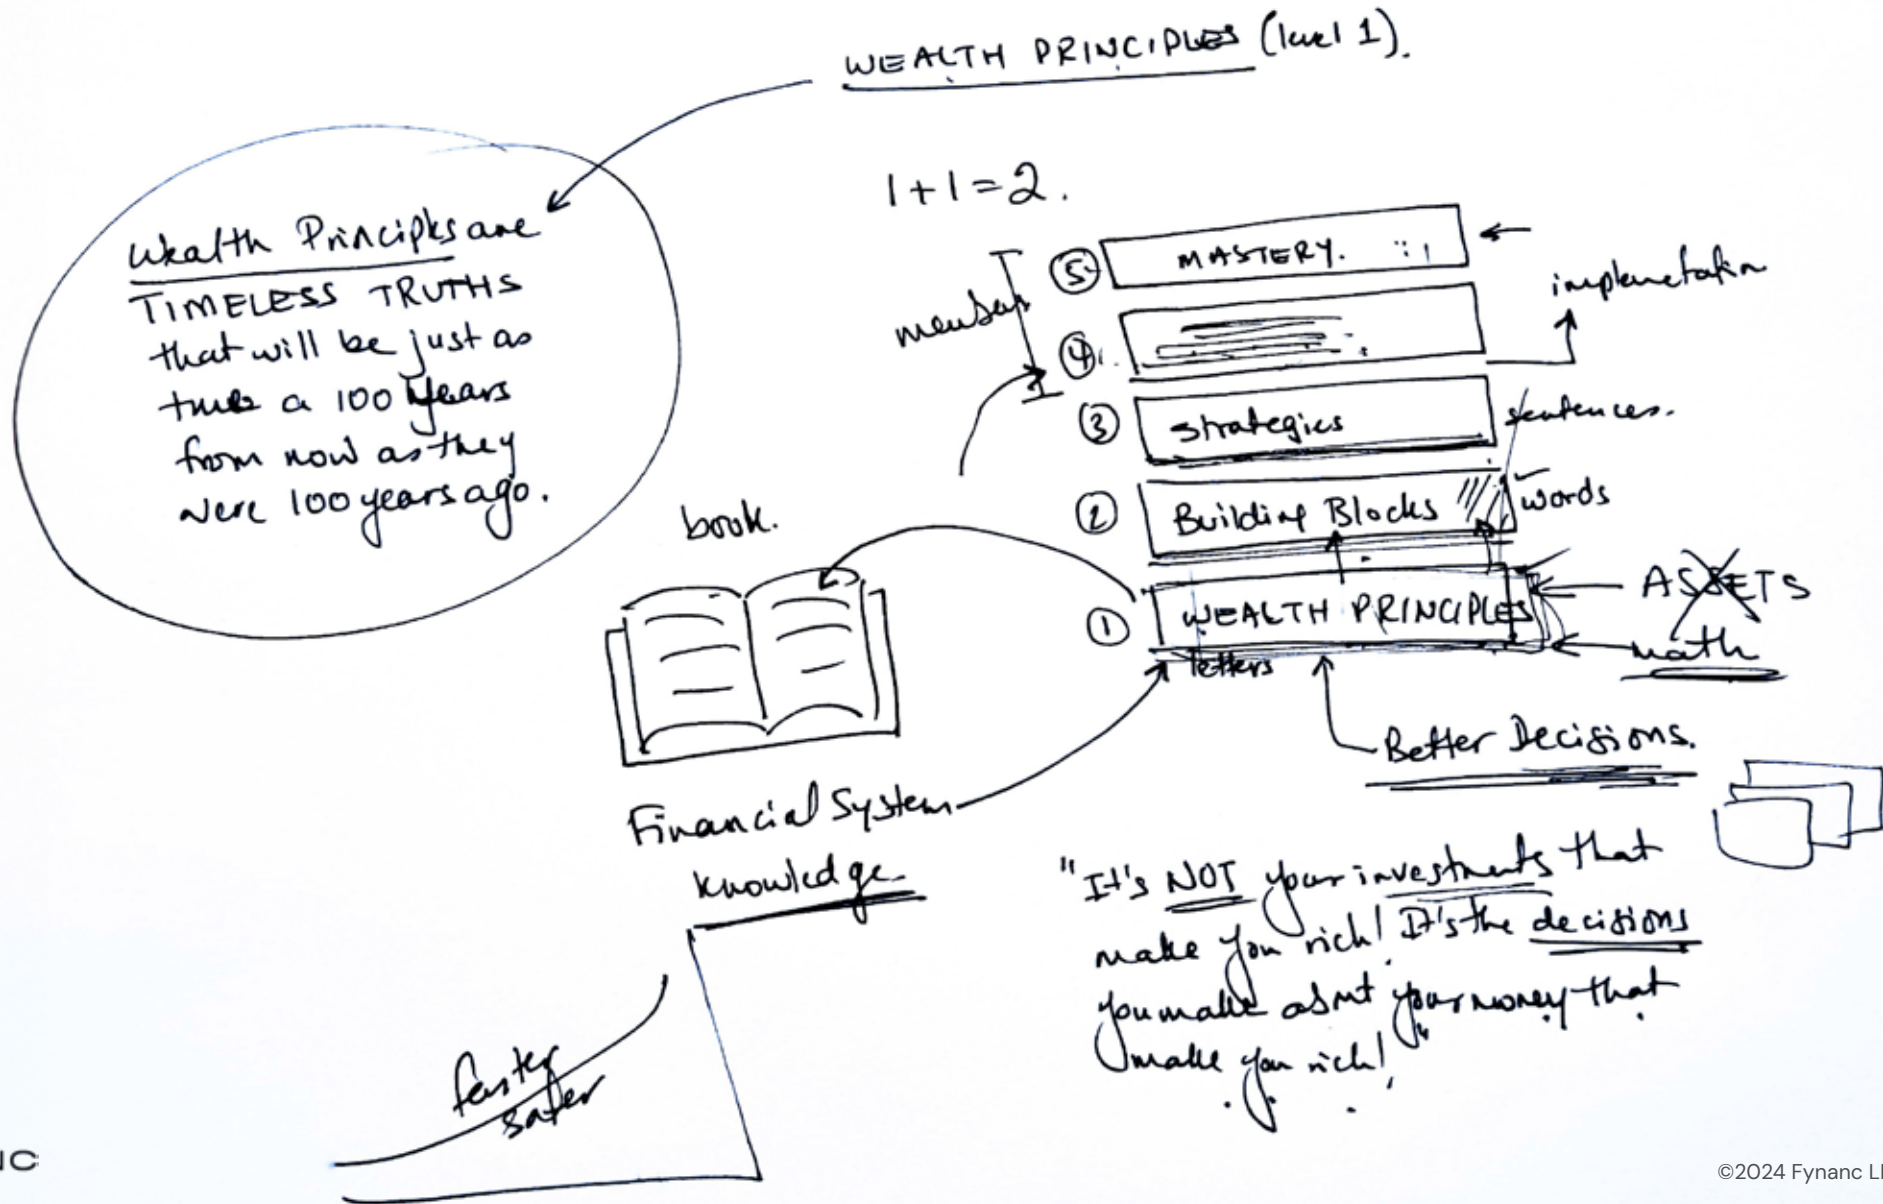 WEALTH PRINCIPLES (level 1).
Wealth Principles are
TIMELESS TRUTHS
that will be just as
true a 100 years
from now as they
were 100 years ago.
1+1=2.
5 MASTERY.
implemetation
4
3 Strategies
sentences.
2 Building Blocks
words
1 WEALTH PRINCIPLES
letters
ASSETS
math
Better Decisions.
book.
Financial System
knowledge
faster
safer
"It's NOT your investments that
make you rich! It's the decisions
you make about your money that
make you rich!"
NC
©2024 Fynanc